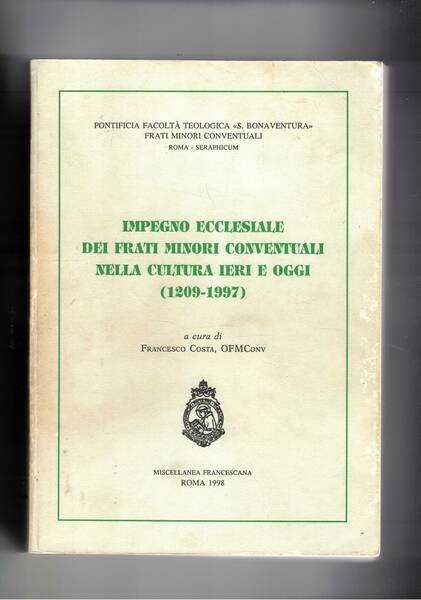 PONTIFICIA FACOLTÀ TEOLOGICA «S. BONAVENTURA»
FRATI MINORI CONVENTUALI
ROMA - SERAPHICUM
IMPEGNO ECCLESIALE
DEI FRATI MINORI CONVENTUALI
NELLA CULTURA IERI E OGGI
(1209-1997)
a cura di
FRANCESCO COSTA, OFMCONV
MISCELLANEA FRANCESCANA
ROMA 1998